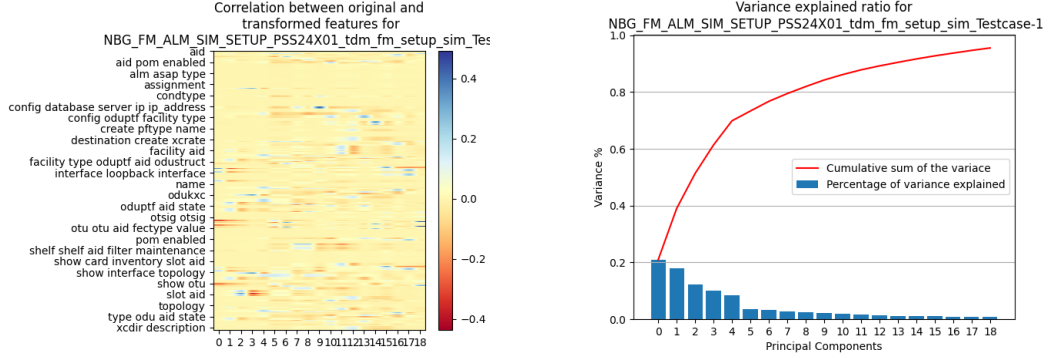 Correlation between original and
transformed features for
NBG_FM_ALM_SIM_SETUP_PSS24X01_tdm_fm_setup_sim_Tes
aid
aid pom enabled
alm asap type
assignment
condtype
config database server ip ip_address
config oduptf facility type
create pftype name
destination create xcrate
facility aid
facility type oduptf aid odustruct
interface loopback interface
name
odukxc
oduptf aid state
otsig otsig
otu otu aid fectype value
pom enabled
shelf shelf aid filter maintenance
show card inventory slot aid
show interface topology
show otu
slot aid
topology
type odu aid state
xcdir description
0 1 2 3 4 5 6 7 8 9 10 11 12 13 14 15 16 17 18
0.4
0.2
0.0
−0.2
−0.4
Variance explained ratio for
NBG_FM_ALM_SIM_SETUP_PSS24X01_tdm_fm_setup_sim_Testcase-1
1.0
0.8
0.6
0.4
0.2
0.0
Variance %
Cumulative sum of the variace
Percentage of variance explained
0 1 2 3 4 5 6 7 8 9 10 11 12 13 14 15 16 17 18
Principal Components